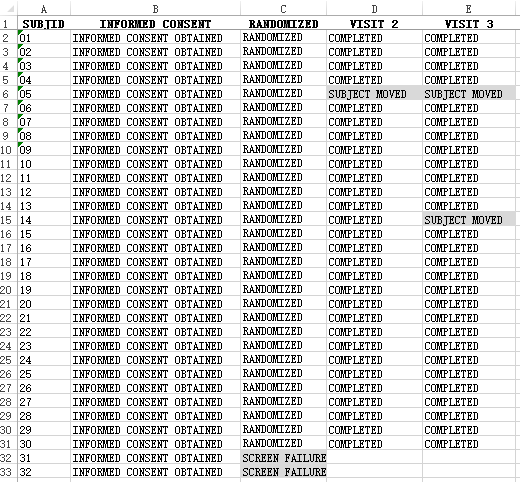 A B C D E
1 SUBJID INFORMED CONSENT RANDOMIZED VISIT 2 VISIT 3
2 01 INFORMED CONSENT OBTAINED RANDOMIZED COMPLETED COMPLETED
3 02 INFORMED CONSENT OBTAINED RANDOMIZED COMPLETED COMPLETED
4 03 INFORMED CONSENT OBTAINED RANDOMIZED COMPLETED COMPLETED
5 04 INFORMED CONSENT OBTAINED RANDOMIZED COMPLETED COMPLETED
6 05 INFORMED CONSENT OBTAINED RANDOMIZED SUBJECT MOVED SUBJECT MOVED
7 06 INFORMED CONSENT OBTAINED RANDOMIZED COMPLETED COMPLETED
8 07 INFORMED CONSENT OBTAINED RANDOMIZED COMPLETED COMPLETED
9 08 INFORMED CONSENT OBTAINED RANDOMIZED COMPLETED COMPLETED
10 09 INFORMED CONSENT OBTAINED RANDOMIZED COMPLETED COMPLETED
11 10 INFORMED CONSENT OBTAINED RANDOMIZED COMPLETED COMPLETED
12 11 INFORMED CONSENT OBTAINED RANDOMIZED COMPLETED COMPLETED
13 12 INFORMED CONSENT OBTAINED RANDOMIZED COMPLETED COMPLETED
14 13 INFORMED CONSENT OBTAINED RANDOMIZED COMPLETED COMPLETED
15 14 INFORMED CONSENT OBTAINED RANDOMIZED COMPLETED SUBJECT MOVED
16 15 INFORMED CONSENT OBTAINED RANDOMIZED COMPLETED COMPLETED
17 16 INFORMED CONSENT OBTAINED RANDOMIZED COMPLETED COMPLETED
18 17 INFORMED CONSENT OBTAINED RANDOMIZED COMPLETED COMPLETED
19 18 INFORMED CONSENT OBTAINED RANDOMIZED COMPLETED COMPLETED
20 19 INFORMED CONSENT OBTAINED RANDOMIZED COMPLETED COMPLETED
21 20 INFORMED CONSENT OBTAINED RANDOMIZED COMPLETED COMPLETED
22 21 INFORMED CONSENT OBTAINED RANDOMIZED COMPLETED COMPLETED
23 22 INFORMED CONSENT OBTAINED RANDOMIZED COMPLETED COMPLETED
24 23 INFORMED CONSENT OBTAINED RANDOMIZED COMPLETED COMPLETED
25 24 INFORMED CONSENT OBTAINED RANDOMIZED COMPLETED COMPLETED
26 25 INFORMED CONSENT OBTAINED RANDOMIZED COMPLETED COMPLETED
27 26 INFORMED CONSENT OBTAINED RANDOMIZED COMPLETED COMPLETED
28 27 INFORMED CONSENT OBTAINED RANDOMIZED COMPLETED COMPLETED
29 28 INFORMED CONSENT OBTAINED RANDOMIZED COMPLETED COMPLETED
30 29 INFORMED CONSENT OBTAINED RANDOMIZED COMPLETED COMPLETED
31 30 INFORMED CONSENT OBTAINED RANDOMIZED COMPLETED COMPLETED
32 31 INFORMED CONSENT OBTAINED SCREEN FAILURE
33 32 INFORMED CONSENT OBTAINED SCREEN FAILURE